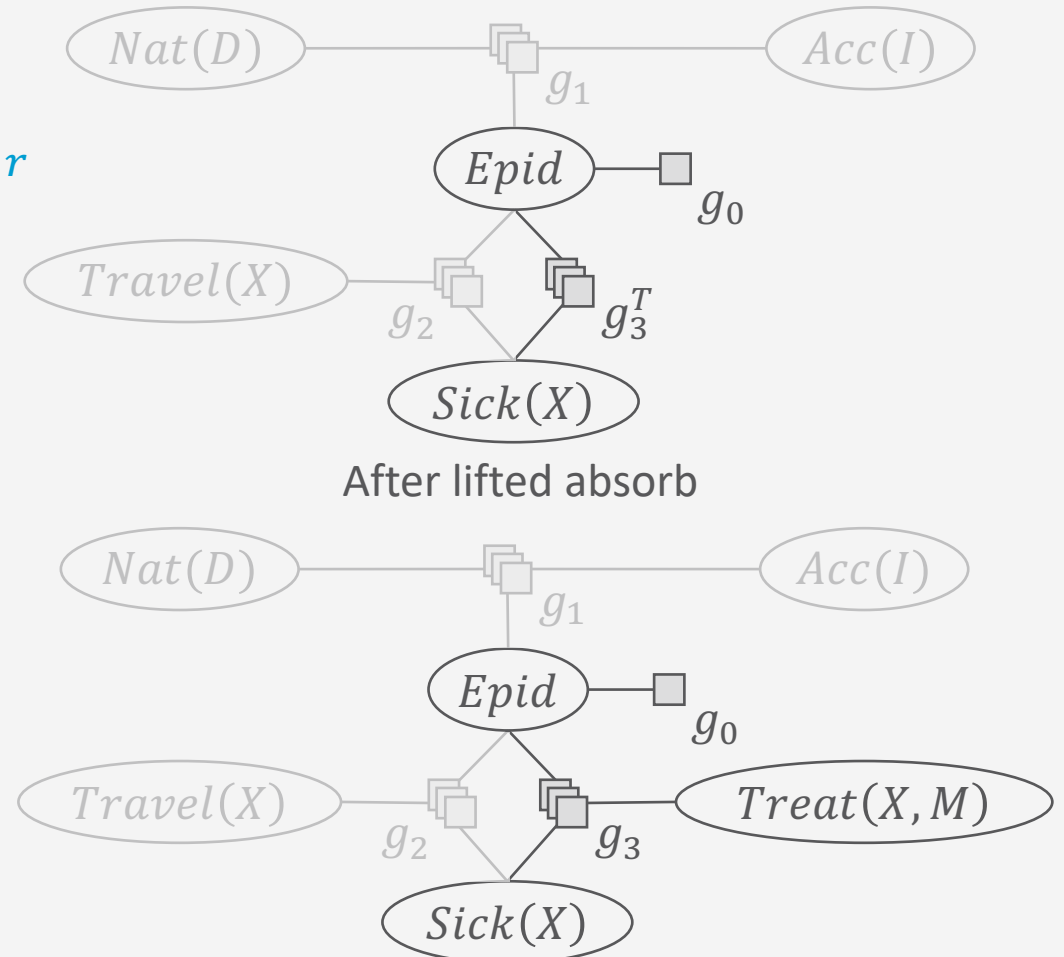 Nat(D) Acc(I)
g₁
r
Epid
g₀
Travel(X)
g₂ g₃ᵀ
Sick(X)
After lifted absorb
Nat(D) Acc(I)
g₁
Epid
g₀
Travel(X) Treat(X, M)
g₂ g₃
Sick(X)